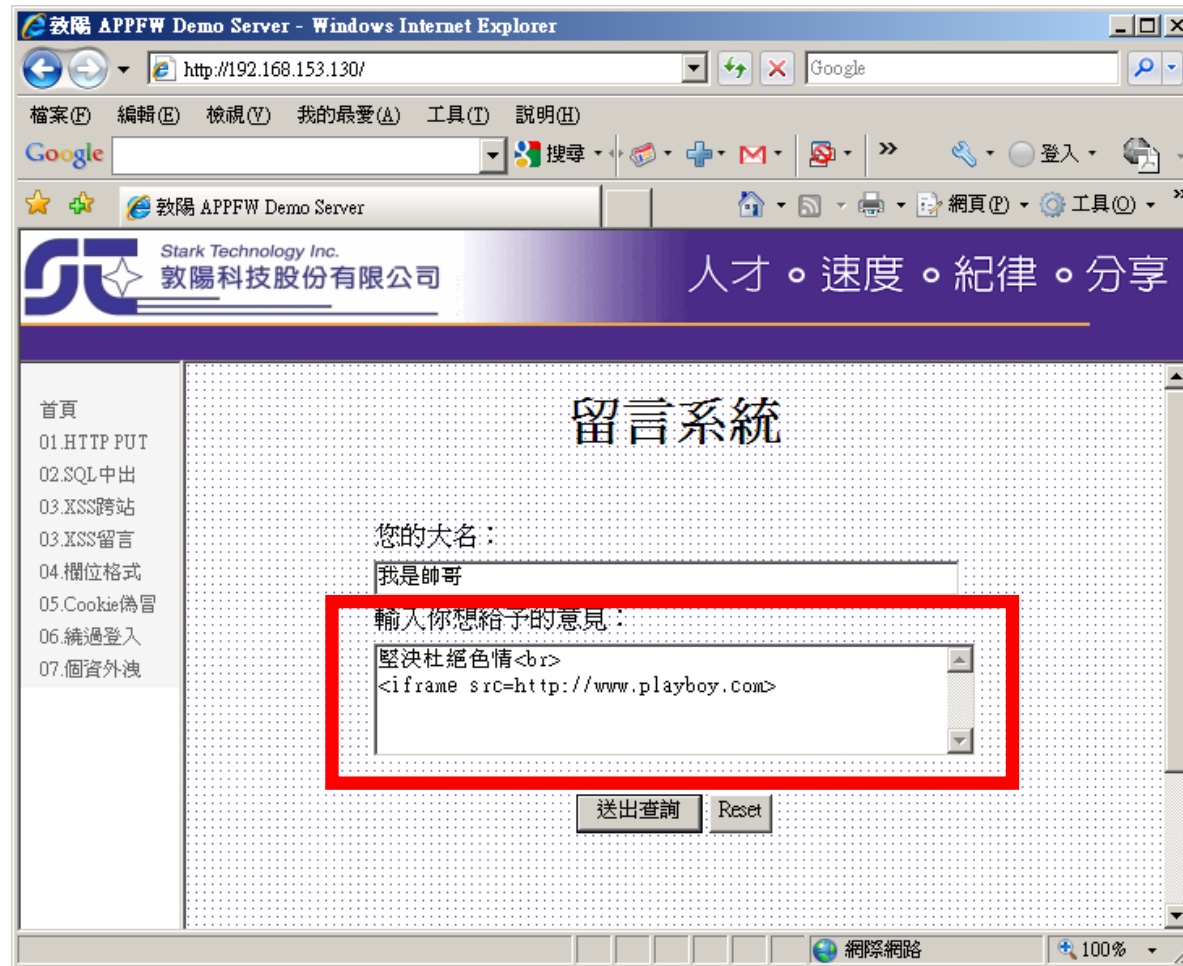 敦陽 APPFW Demo Server - Windows Internet Explorer
http://192.168.153.130/
Google
檔案(F) 編輯(E) 檢視(V) 我的最愛(A) 工具(T) 說明(H)
Google 搜尋 登入
敦陽 APPFW Demo Server 網頁(P) 工具(O)
Stark Technology Inc.
敦陽科技股份有限公司
人才 • 速度 • 紀律 • 分享
首頁
01.HTTP PUT
02.SQL中出
03.XSS跨站
03.XSS留言
04.欄位格式
05.Cookie偽冒
06.繞過登入
07.個資外洩
留言系統
您的大名：
我是帥哥
輸入你想給予的意見：
堅決杜絕色情<br>
<iframe src=http://www.playboy.com>
送出查詢 Reset
網際網路 100%